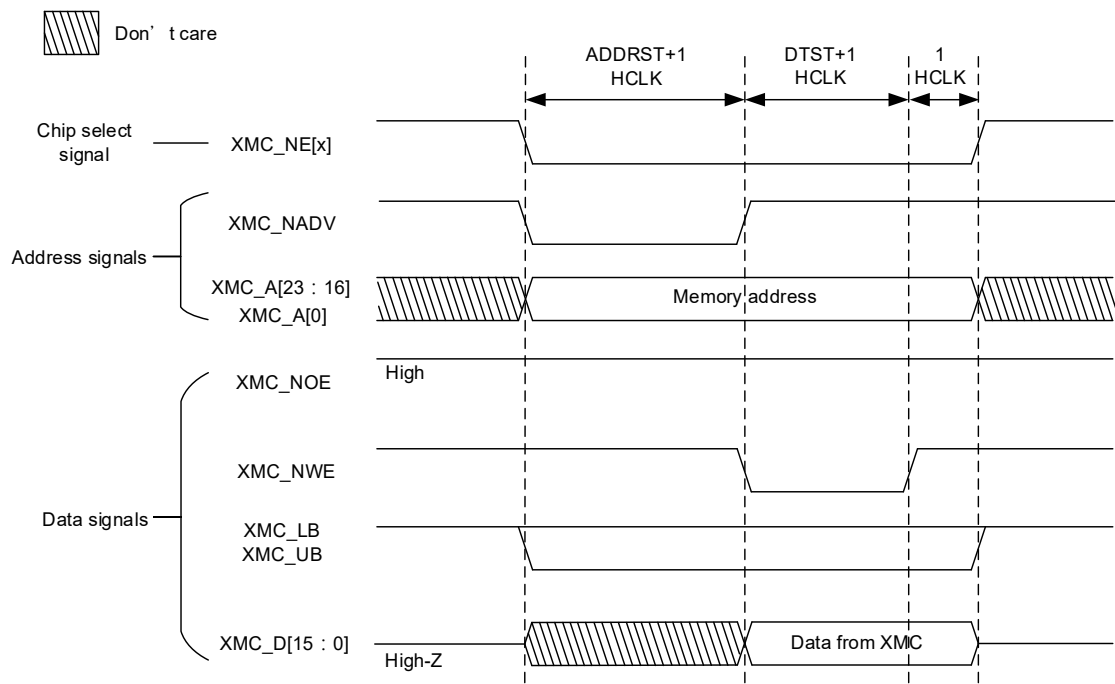 Don’ t care
ADDRST+1
HCLK
DTST+1
HCLK
1
HCLK
Chip select
signal
XMC_NE[x]
XMC_NADV
Address signals
XMC_A[23 : 16]
XMC_A[0]
Memory address
High
XMC_NOE
XMC_NWE
Data signals
XMC_LB
XMC_UB
XMC_D[15 : 0]
High-Z
Data from XMC